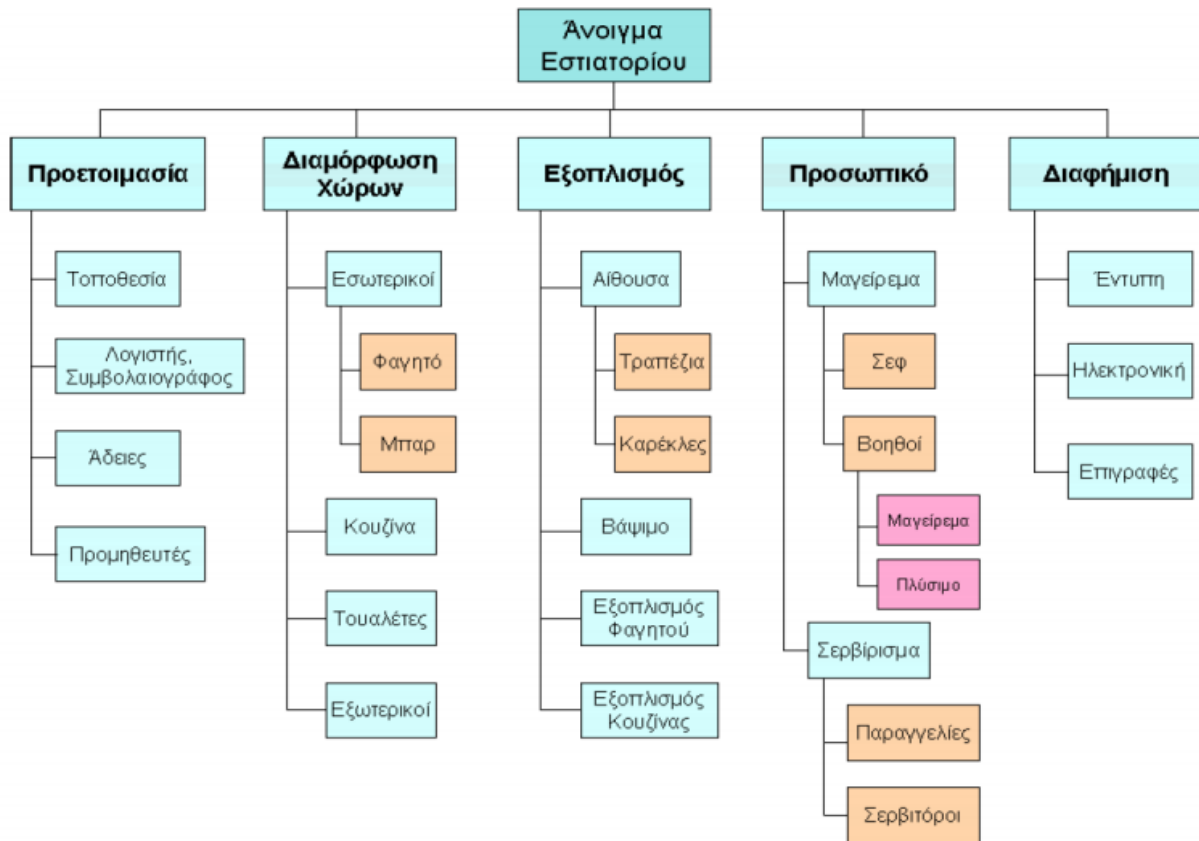 Άνοιγμα
Εστιατορίου
Προετοιμασία
Τοποθεσία
Λογιστής,
Συμβολαιογράφος
Άδειες
Προμηθευτές
Διαμόρφωση
Χώρων
Εσωτερικοί
Φαγητό
Μπαρ
Κουζίνα
Τουαλέτες
Εξωτερικοί
Εξοπλισμός
Αίθουσα
Τραπέζια
Καρέκλες
Βάψιμο
Εξοπλισμός
Φαγητού
Εξοπλισμός
Κουζίνας
Προσωπικό
Μαγείρεμα
Σεφ
Βοηθοί
Μαγείρεμα
Πλύσιμο
Σερβίρισμα
Παραγγελίες
Σερβιτόροι
Διαφήμιση
Έντυπη
Ηλεκτρονική
Επιγραφές